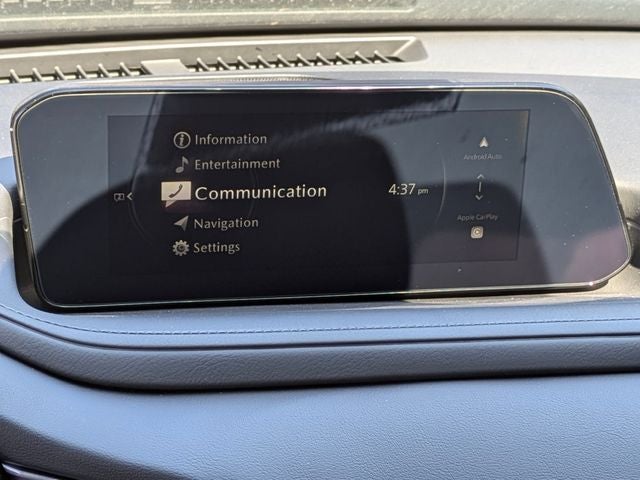 Information
Entertainment
Communication
Navigation
Settings
4:37 pm
Android Auto
Apple CarPlay